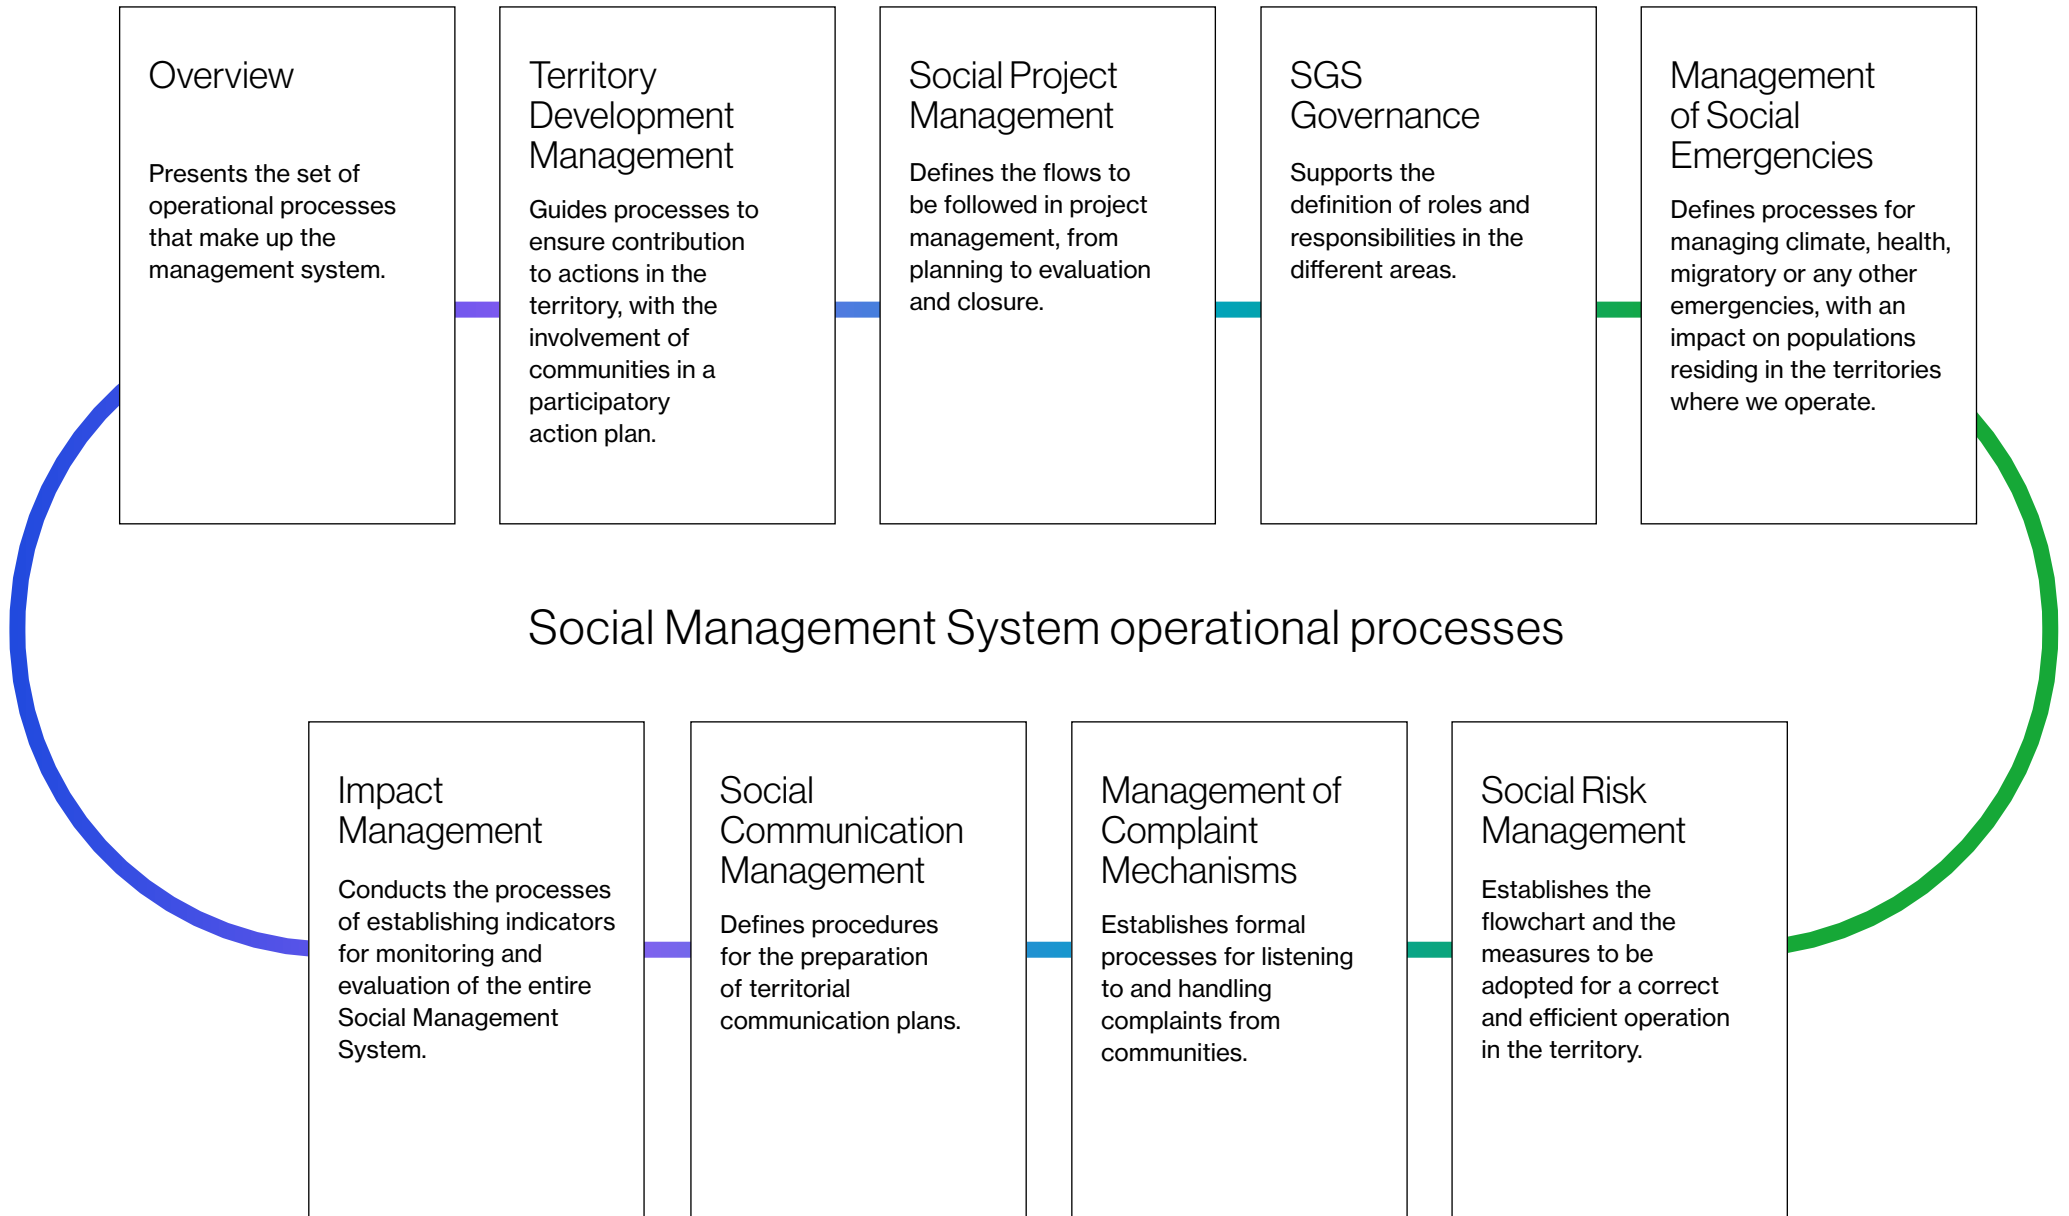 Overview
Presents the set of
operational processes
that make up the
management system.
Territory
Development
Management
Guides processes to
ensure contribution
to actions in the
territory, with the
involvement of
communities in a
participatory
action plan.
Social Project
Management
Defines the flows to
be followed in project
management, from
planning to evaluation
and closure.
SGS
Governance
Supports the
definition of roles and
responsibilities in the
different areas.
Management
of Social
Emergencies
Defines processes for
managing climate, health,
migratory or any other
emergencies, with an
impact on populations
residing in the territories
where we operate.
Social Management System operational processes
Impact
Management
Conducts the processes
of establishing indicators
for monitoring and
evaluation of the entire
Social Management
System.
Social
Communication
Management
Defines procedures
for the preparation
of territorial
communication plans.
Management of
Complaint
Mechanisms
Establishes formal
processes for listening
to and handling
complaints from
communities.
Social Risk
Management
Establishes the
flowchart and the
measures to be
adopted for a correct
and efficient operation
in the territory.